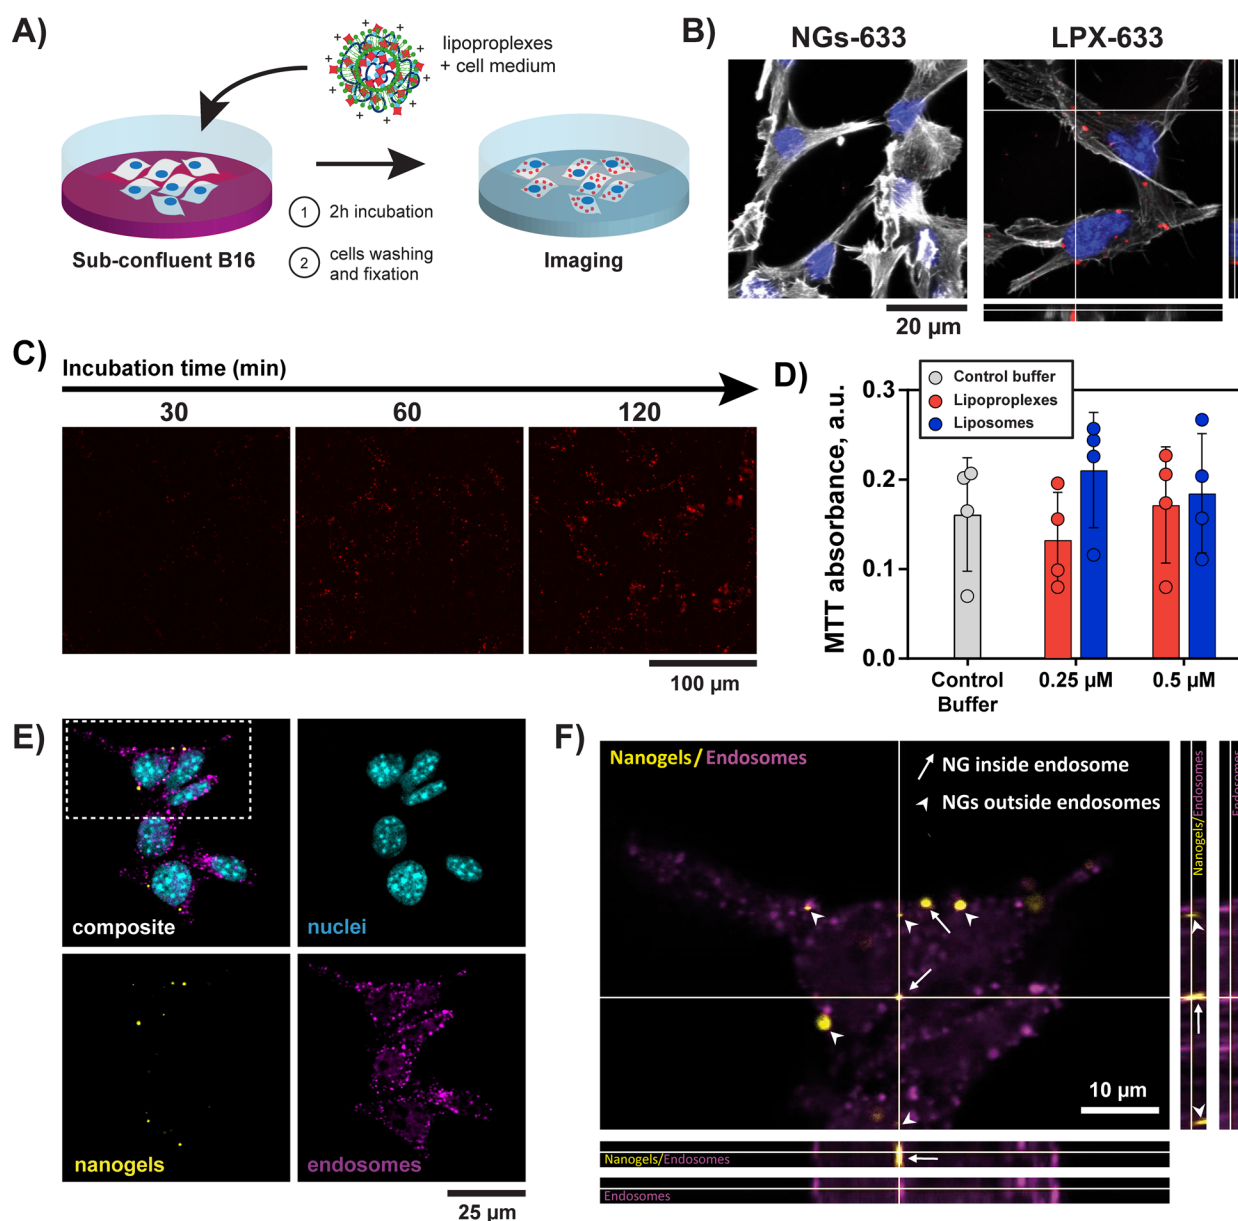 A)
lipoproplexes
+ cell medium
1 2h incubation
2 cells washing
and fixation
Sub-confluent B16
Imaging
B)
NGs-633
LPX-633
20 µm
C)
Incubation time (min)
30
60
120
100 µm
D)
MTT absorbance, a.u.
0.3
0.2
0.1
0.0
Control buffer
Lipoproplexes
Liposomes
Control
Buffer
0.25 µM
0.5 µM
E)
composite
nuclei
nanogels
endosomes
25 µm
F)
Nanogels/Endosomes
NG inside endosome
NGs outside endosomes
10 µm
Nanogels/Endosomes
Endosomes
Nanogels/Endosomes
Endosomes